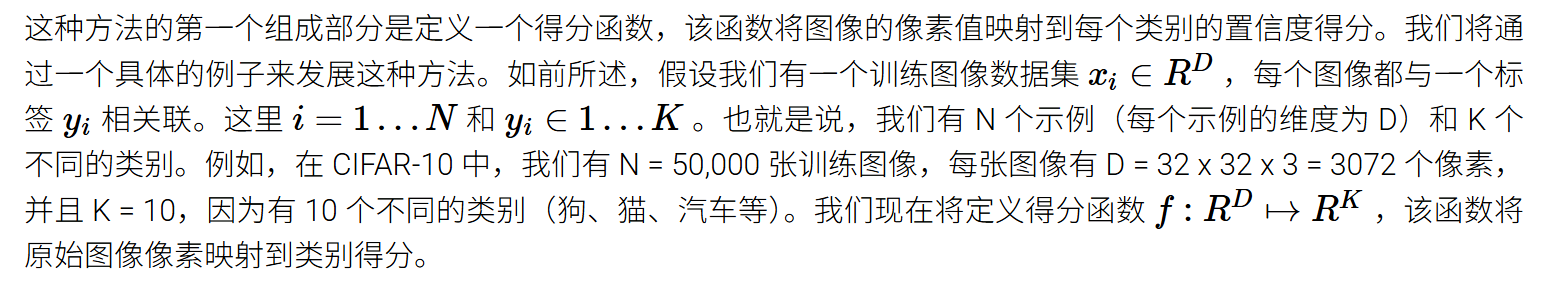 这种方法的第一个组成部分是定义一个得分函数，该函数将图像的像素值映射到每个类别的置信度得分。我们将通
过一个具体的例子来发展这种方法。如前所述，假设我们有一个训练图像数据集 $x_i \in R^D$ ，每个图像都与一个标
签 $y_i$ 相关联。这里 $i = 1 \dots N$ 和 $y_i \in 1 \dots K$ 。也就是说，我们有 N 个示例（每个示例的维度为 D）和 K 个
不同的类别。例如，在 CIFAR-10 中，我们有 N = 50,000 张训练图像，每张图像有 D = 32 x 32 x 3 = 3072 个像素，
并且 K = 10，因为有 10 个不同的类别（狗、猫、汽车等）。我们现在将定义得分函数 $f : R^D \mapsto R^K$ ，该函数将
原始图像像素映射到类别得分。